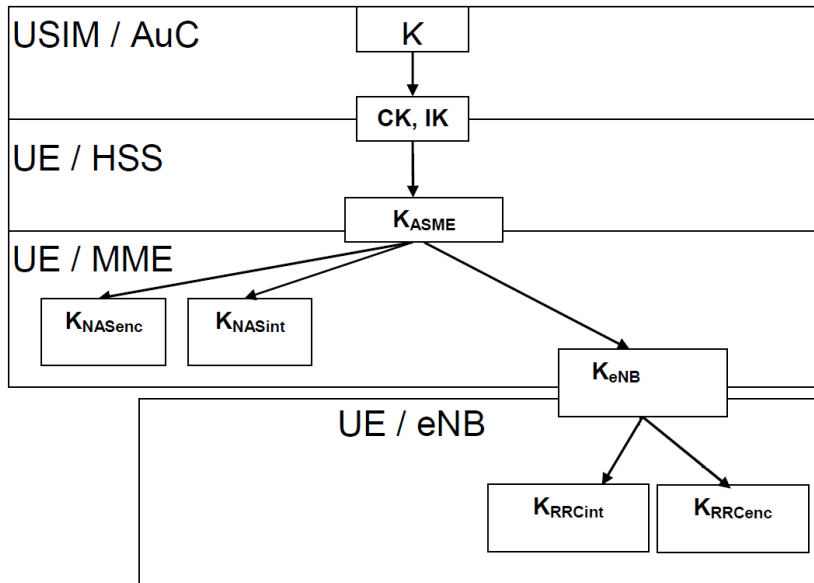 USIM / AuC
K
CK, IK
UE / HSS
KASME
UE / MME
KNASenc
KNASint
KeNB
UE / eNB
KRRCint
KRRCenc